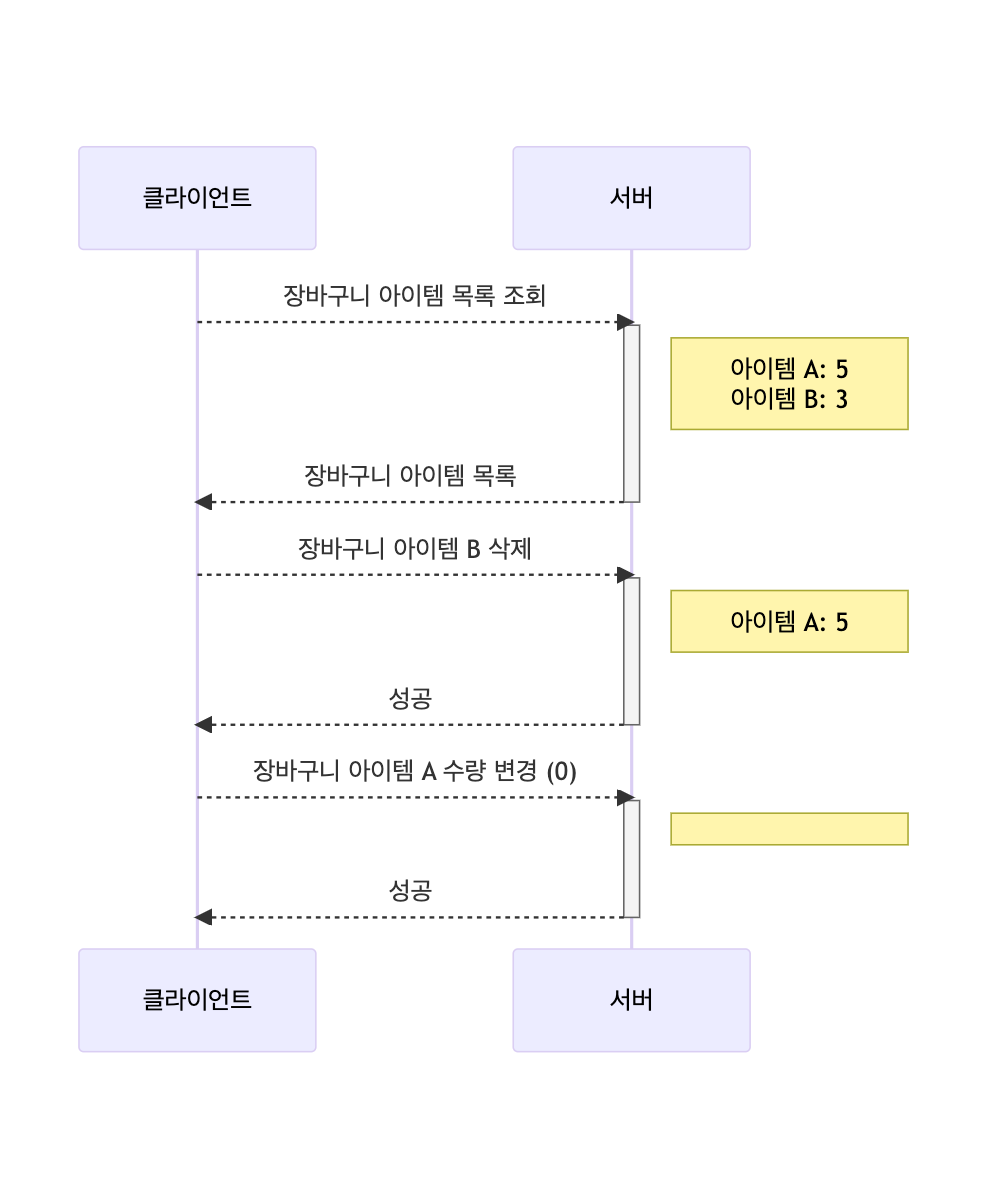 클라이언트
서버
장바구니 아이템 목록 조회
아이템 A: 5
아이템 B: 3
장바구니 아이템 목록
장바구니 아이템 B 삭제
아이템 A: 5
성공
장바구니 아이템 A 수량 변경 (0)
성공
클라이언트
서버